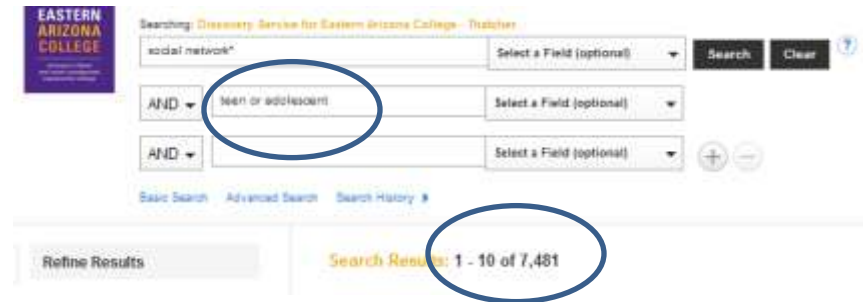 EASTERN
ARIZONA
COLLEGE
Searching: Discovery Service for Eastern Arizona College - Thatcher
social network*
Select a Field (optional)
Search
Clear
?
AND
teen or adolescent
Select a Field (optional)
AND
Select a Field (optional)
Basic Search Advanced Search Search History
Refine Results
Search Results: 1 - 10 of 7,481